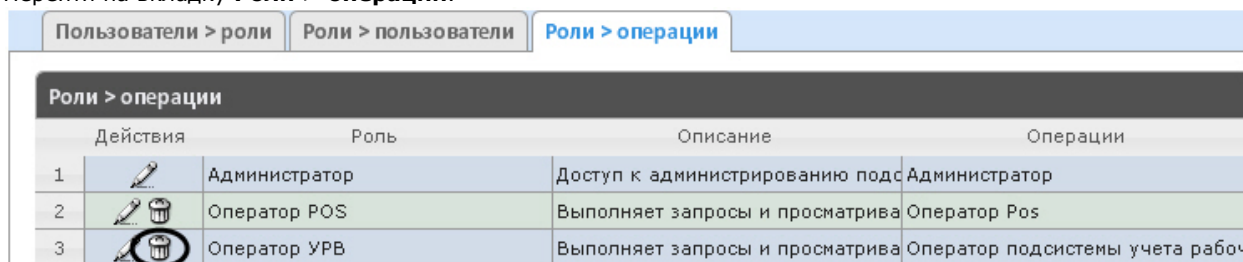 Пользователи > роли Роли > пользователи Роли > операции
Роли > операции
Действия Роль Описание Операции
1 Администратор Доступ к администрированию подс Администратор
2 Оператор POS Выполняет запросы и просматрива Оператор Pos
3 Оператор УРВ Выполняет запросы и просматрива Оператор подсистемы учета рабоч